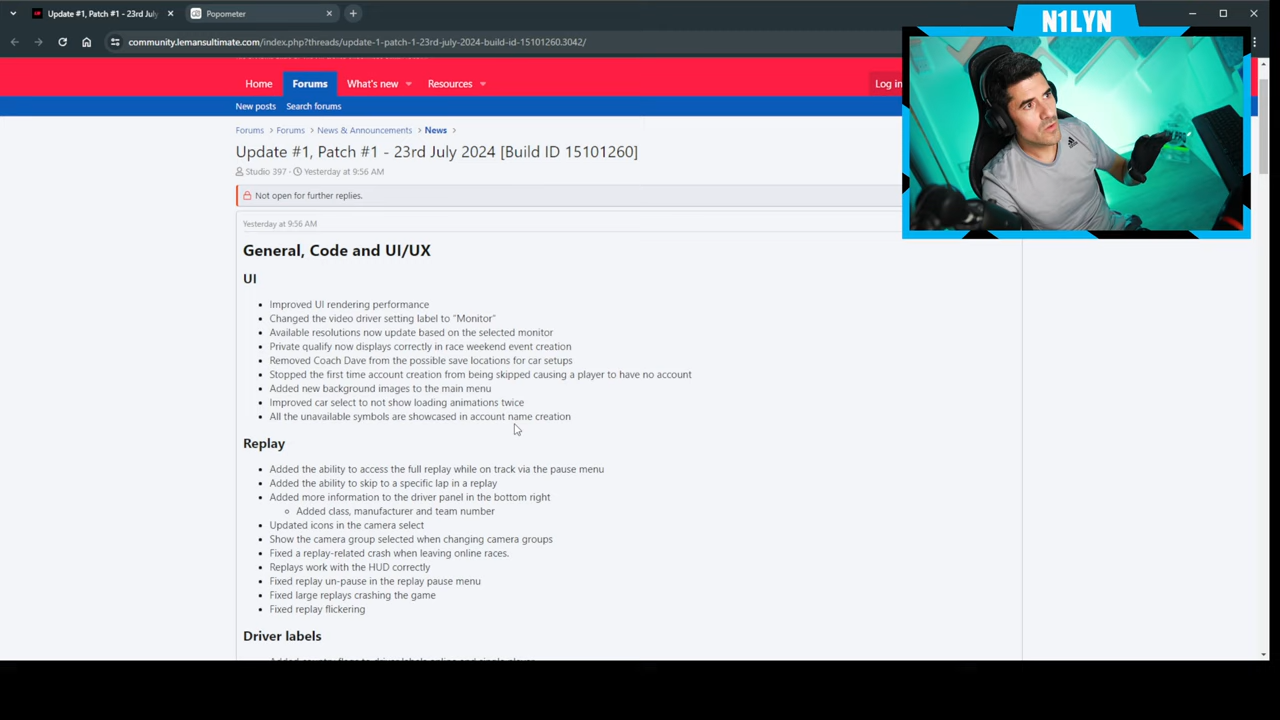 Update #1, Patch #1 - 23rd July
Popometer
N1LYN
community.lemansultimate.com/index.php?threads/update-1-patch-1-23rd-july-2024-build-id-15101260.3042/
Home
Forums
What's new
Resources
Log in
New posts
Search forums
Forums > Forums > News & Announcements > News >
Update #1, Patch #1 - 23rd July 2024 [Build ID 15101260]
Studio 397 · Yesterday at 9:56 AM
Not open for further replies.
Yesterday at 9:56 AM
General, Code and UI/UX
UI
Improved UI rendering performance
Changed the video driver setting label to "Monitor"
Available resolutions now update based on the selected monitor
Private qualify now displays correctly in race weekend event creation
Removed Coach Dave from the possible save locations for car setups
Stopped the first time account creation from being skipped causing a player to have no account
Added new background images to the main menu
Improved car select to not show loading animations twice
All the unavailable symbols are showcased in account name creation
Replay
Added the ability to access the full replay while on track via the pause menu
Added the ability to skip to a specific lap in a replay
Added more information to the driver panel in the bottom right
Added class, manufacturer and team number
Updated icons in the camera select
Show the camera group selected when changing camera groups
Fixed a replay-related crash when leaving online races.
Replays work with the HUD correctly
Fixed replay un-pause in the replay pause menu
Fixed large replays crashing the game
Fixed replay flickering
Driver labels